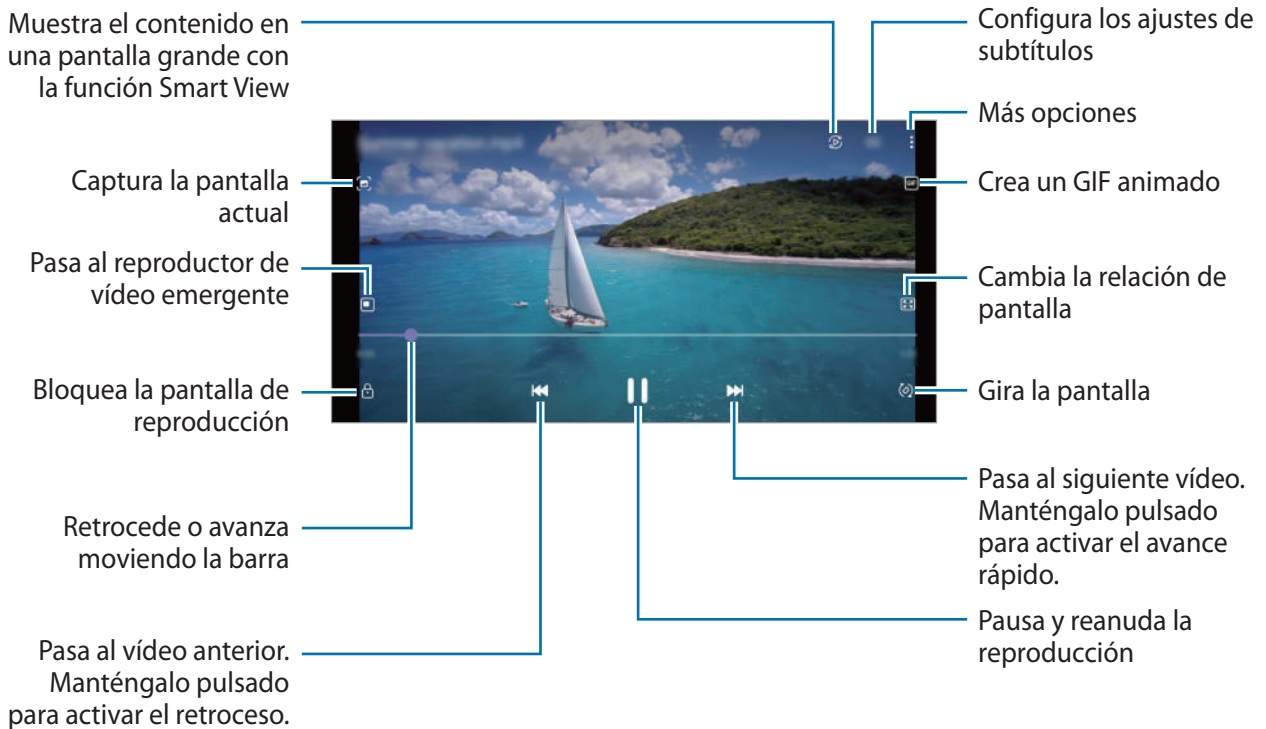 Muestra el contenido en
una pantalla grande con
la función Smart View
Configura los ajustes de
subtítulos
Más opciones
Captura la pantalla
actual
GIF
Crea un GIF animado
Pasa al reproductor de
vídeo emergente
Cambia la relación de
pantalla
Bloquea la pantalla de
reproducción
Gira la pantalla
Retrocede o avanza
moviendo la barra
Pasa al siguiente vídeo.
Manténgalo pulsado
para activar el avance
rápido.
Pasa al vídeo anterior.
Manténgalo pulsado
para activar el retroceso.
Pausa y reanuda la
reproducción